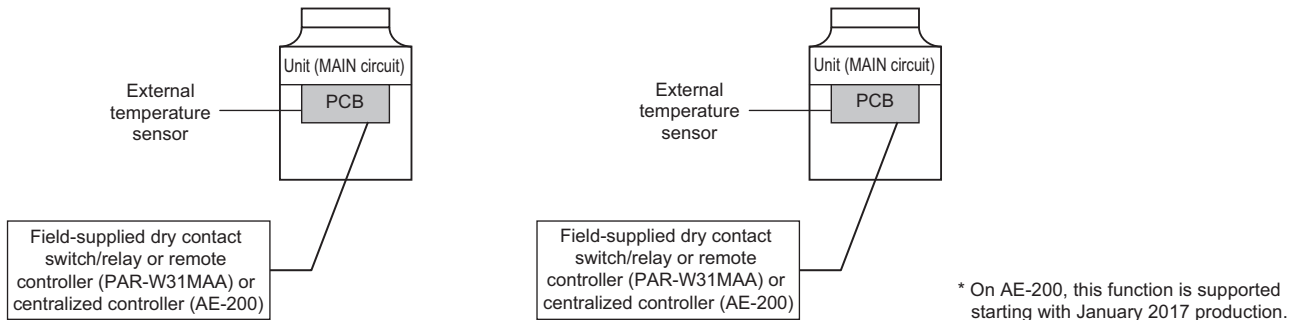 Unit (MAIN circuit)
PCB
External
temperature
sensor
Field-supplied dry contact
switch/relay or remote
controller (PAR-W31MAA) or
centralized controller (AE-200)
Unit (MAIN circuit)
PCB
External
temperature
sensor
Field-supplied dry contact
switch/relay or remote
controller (PAR-W31MAA) or
centralized controller (AE-200)
* On AE-200, this function is supported
starting with January 2017 production.